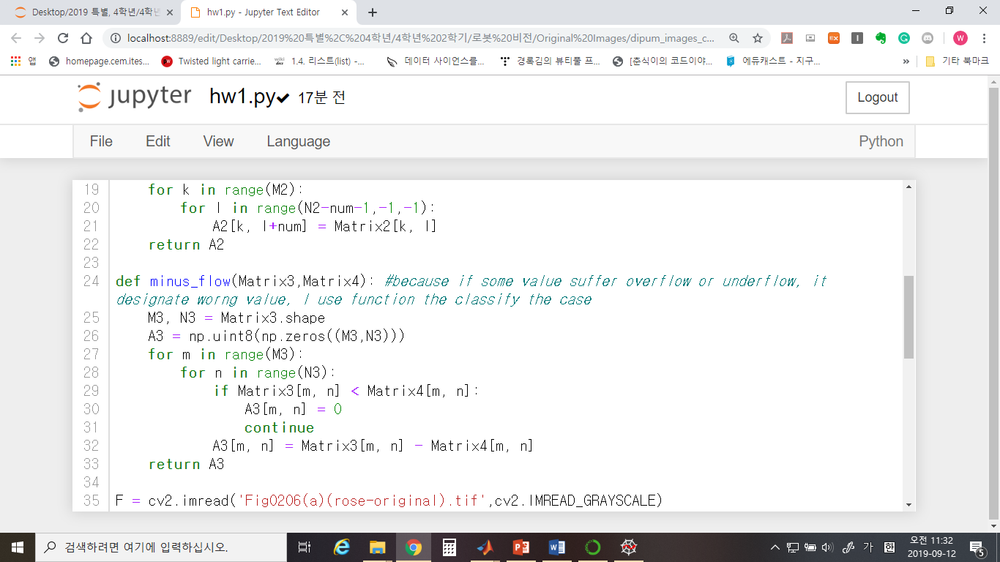 Desktop/2019 특별, 4학년/4학년
hw1.py - Jupyter Text Editor
localhost:8889/edit/Desktop/2019%20특별%2C%204학년/4학년%202학기/로봇%20비전/Original%20Images/dipum_images_c...
앱
homepage.cem.ites...
Twisted light carrie...
1.4. 리스트(list) -...
데이터 사이언스를...
경록김의 뷰티풀 프...
[춘식이의 코드이야...
에듀캐스트 - 지구...
»
기타 북마크
jupyter hw1.py 17분 전
Logout
File Edit View Language Python
19 for k in range(M2):
20 for l in range(N2-num-1,-1,-1):
21 A2[k, l+num] = Matrix2[k, l]
22 return A2
23
24 def minus_flow(Matrix3,Matrix4): #because if some value suffer overflow or underflow, it
designate worng value, I use function the classify the case
25 M3, N3 = Matrix3.shape
26 A3 = np.uint8(np.zeros((M3,N3)))
27 for m in range(M3):
28 for n in range(N3):
29 if Matrix3[m, n] < Matrix4[m, n]:
30 A3[m, n] = 0
31 continue
32 A3[m, n] = Matrix3[m, n] - Matrix4[m, n]
33 return A3
34
35 F = cv2.imread('Fig0206(a)(rose-original).tif',cv2.IMREAD_GRAYSCALE)
검색하려면 여기에 입력하십시오.
가
오전 11:32
2019-09-12
5